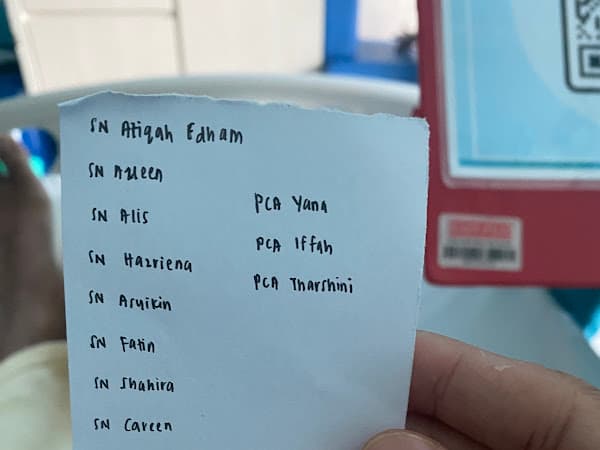 SN Atiqah Edham
SN Azleen
SN Alis
SN Hazriena
SN Asyikin
SN Fatin
SN Shahira
SN Careen
PCA Yana
PCA Iffah
PCA Tharshini